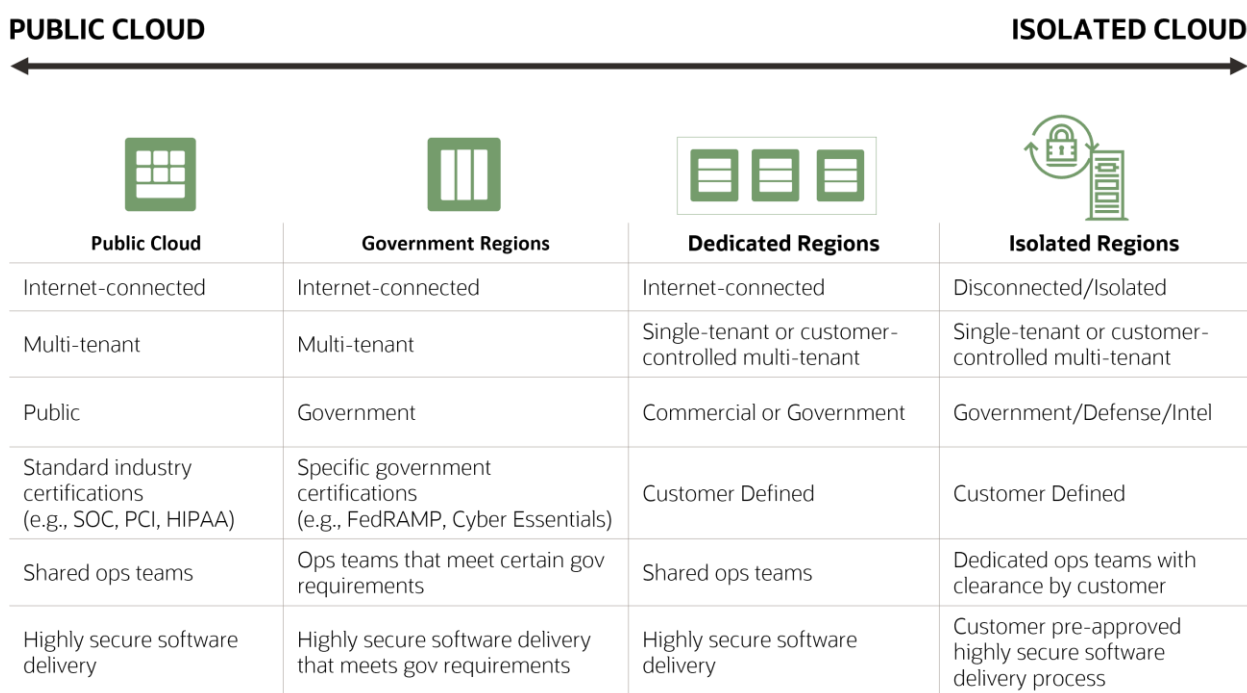 PUBLIC CLOUD
ISOLATED CLOUD
Public Cloud
Government Regions
Dedicated Regions
Isolated Regions
Internet-connected
Internet-connected
Internet-connected
Disconnected/Isolated
Multi-tenant
Multi-tenant
Single-tenant or customer-
controlled multi-tenant
Single-tenant or customer-
controlled multi-tenant
Public
Government
Commercial or Government
Government/Defense/Intel
Standard industry
certifications
(e.g., SOC, PCI, HIPAA)
Specific government
certifications
(e.g., FedRAMP, Cyber Essentials)
Customer Defined
Customer Defined
Shared ops teams
Ops teams that meet certain gov
requirements
Shared ops teams
Dedicated ops teams with
clearance by customer
Highly secure software
delivery
Highly secure software delivery
that meets gov requirements
Highly secure software
delivery
Customer pre-approved
highly secure software
delivery process